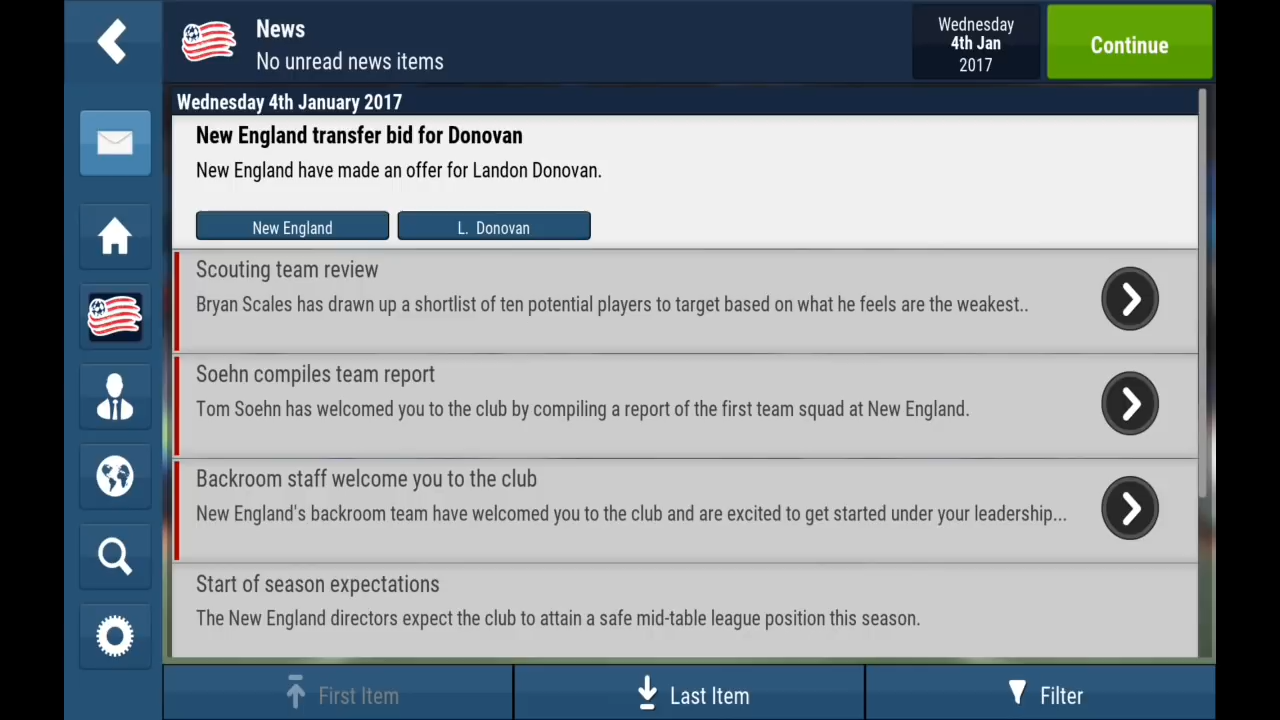 News
No unread news items
Wednesday
4th Jan
2017
Continue
Wednesday 4th January 2017
New England transfer bid for Donovan
New England have made an offer for Landon Donovan.
New England
L. Donovan
Scouting team review
Bryan Scales has drawn up a shortlist of ten potential players to target based on what he feels are the weakest..
Soehn compiles team report
Tom Soehn has welcomed you to the club by compiling a report of the first team squad at New England.
Backroom staff welcome you to the club
New England's backroom team have welcomed you to the club and are excited to get started under your leadership...
Start of season expectations
The New England directors expect the club to attain a safe mid-table league position this season.
First Item
Last Item
Filter